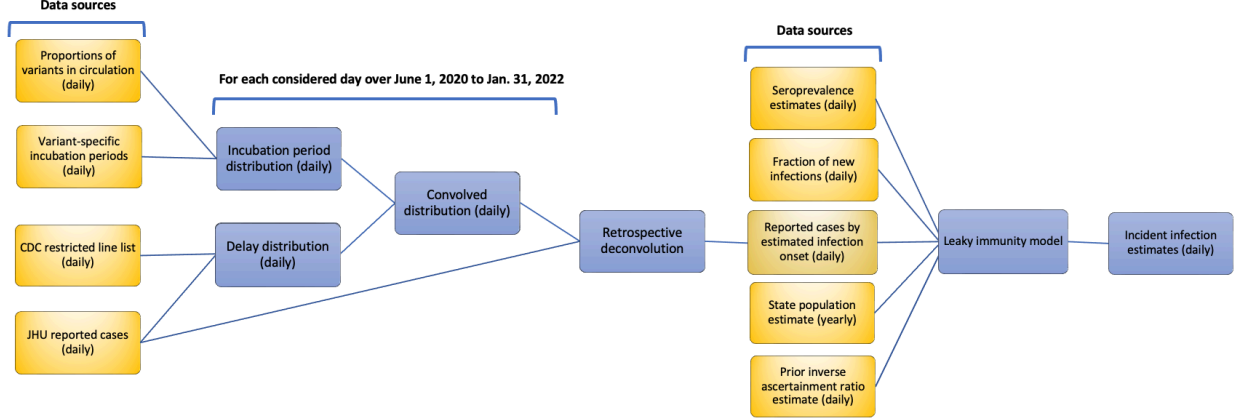 Data sources
Proportions of
variants in circulation
(daily)
Variant-specific
incubation periods
(daily)
CDC restricted line list
(daily)
JHU reported cases
(daily)
For each considered day over June 1, 2020 to Jan. 31, 2022
Incubation period
distribution (daily)
Delay distribution
(daily)
Convolved
distribution (daily)
Retrospective
deconvolution
Data sources
Seroprevalence
estimates (daily)
Fraction of new
infections (daily)
Reported cases by
estimated infection
onset (daily)
State population
estimate (yearly)
Prior inverse
ascertainment ratio
estimate (daily)
Leaky immunity model
Incident infection
estimates (daily)